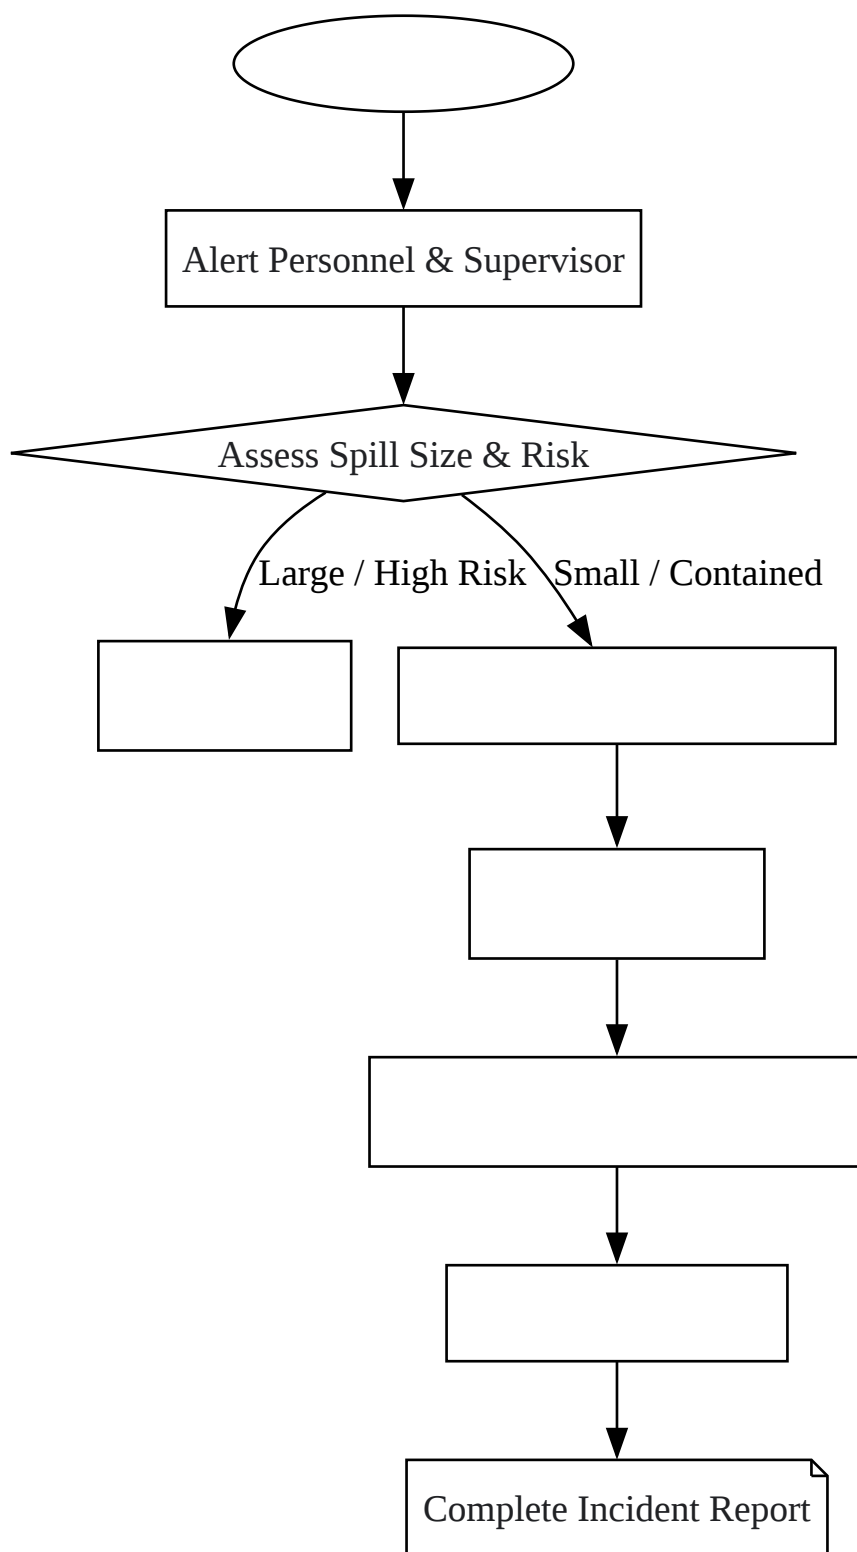 Alert Personnel & Supervisor
Assess Spill Size & Risk
Large / High Risk
Small / Contained
Complete Incident Report